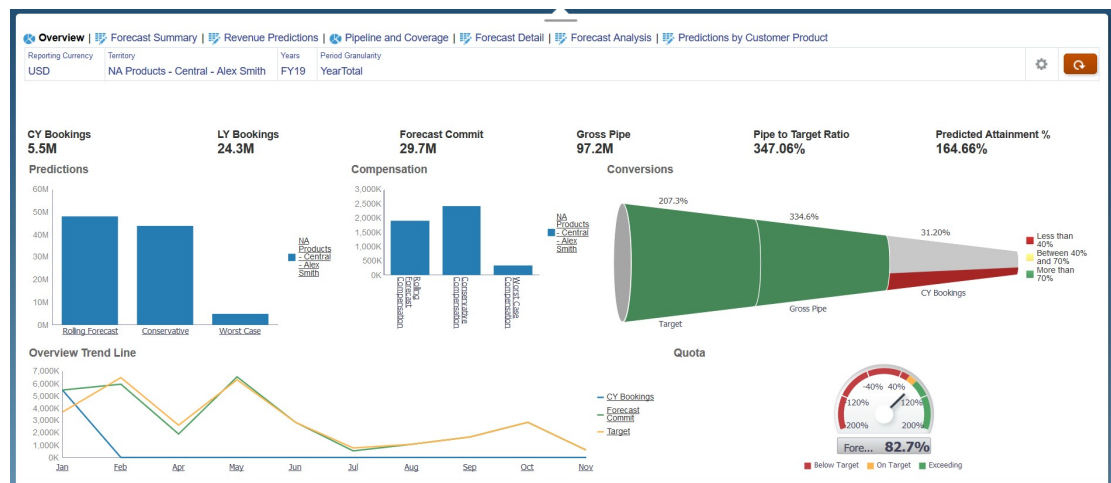 Overview | Forecast Summary | Revenue Predictions | Pipeline and Coverage | Forecast Detail | Forecast Analysis | Predictions by Customer Product
Reporting Currency Territory Years Period Granularity
USD NA Products - Central - Alex Smith FY19 YearTotal
CY Bookings LY Bookings Forecast Commit Gross Pipe Pipe to Target Ratio Predicted Attainment %
5.5M 24.3M 29.7M 97.2M 347.06% 164.66%
Predictions
60M
50M
40M
30M
20M
10M
0M
Rolling Forecast Conservative Worst Case
NA
Products
- Central
- Alex
Smith
Compensation
3,000K
2,500K
2,000K
1,500K
1,000K
500K
0K
Rolling
Forecast
Compensation
Conservative
Compensation
Worst Case
Compensation
NA
Products
- Central
- Alex
Smith
Conversions
207.3%
334.6%
31.20%
Target
Gross Pipe
CY Bookings
Less than
40%
Between 40%
and 70%
More than
70%
Overview Trend Line
7,000K
6,000K
5,000K
4,000K
3,000K
2,000K
1,000K
0K
Jan Feb Apr May Jun Jul Aug Sep Oct Nov
CY Bookings
Forecast
Commit
Target
Quota
-40% 40%
120% 120%
200% 200%
Fore... 82.7%
Below Target On Target Exceeding